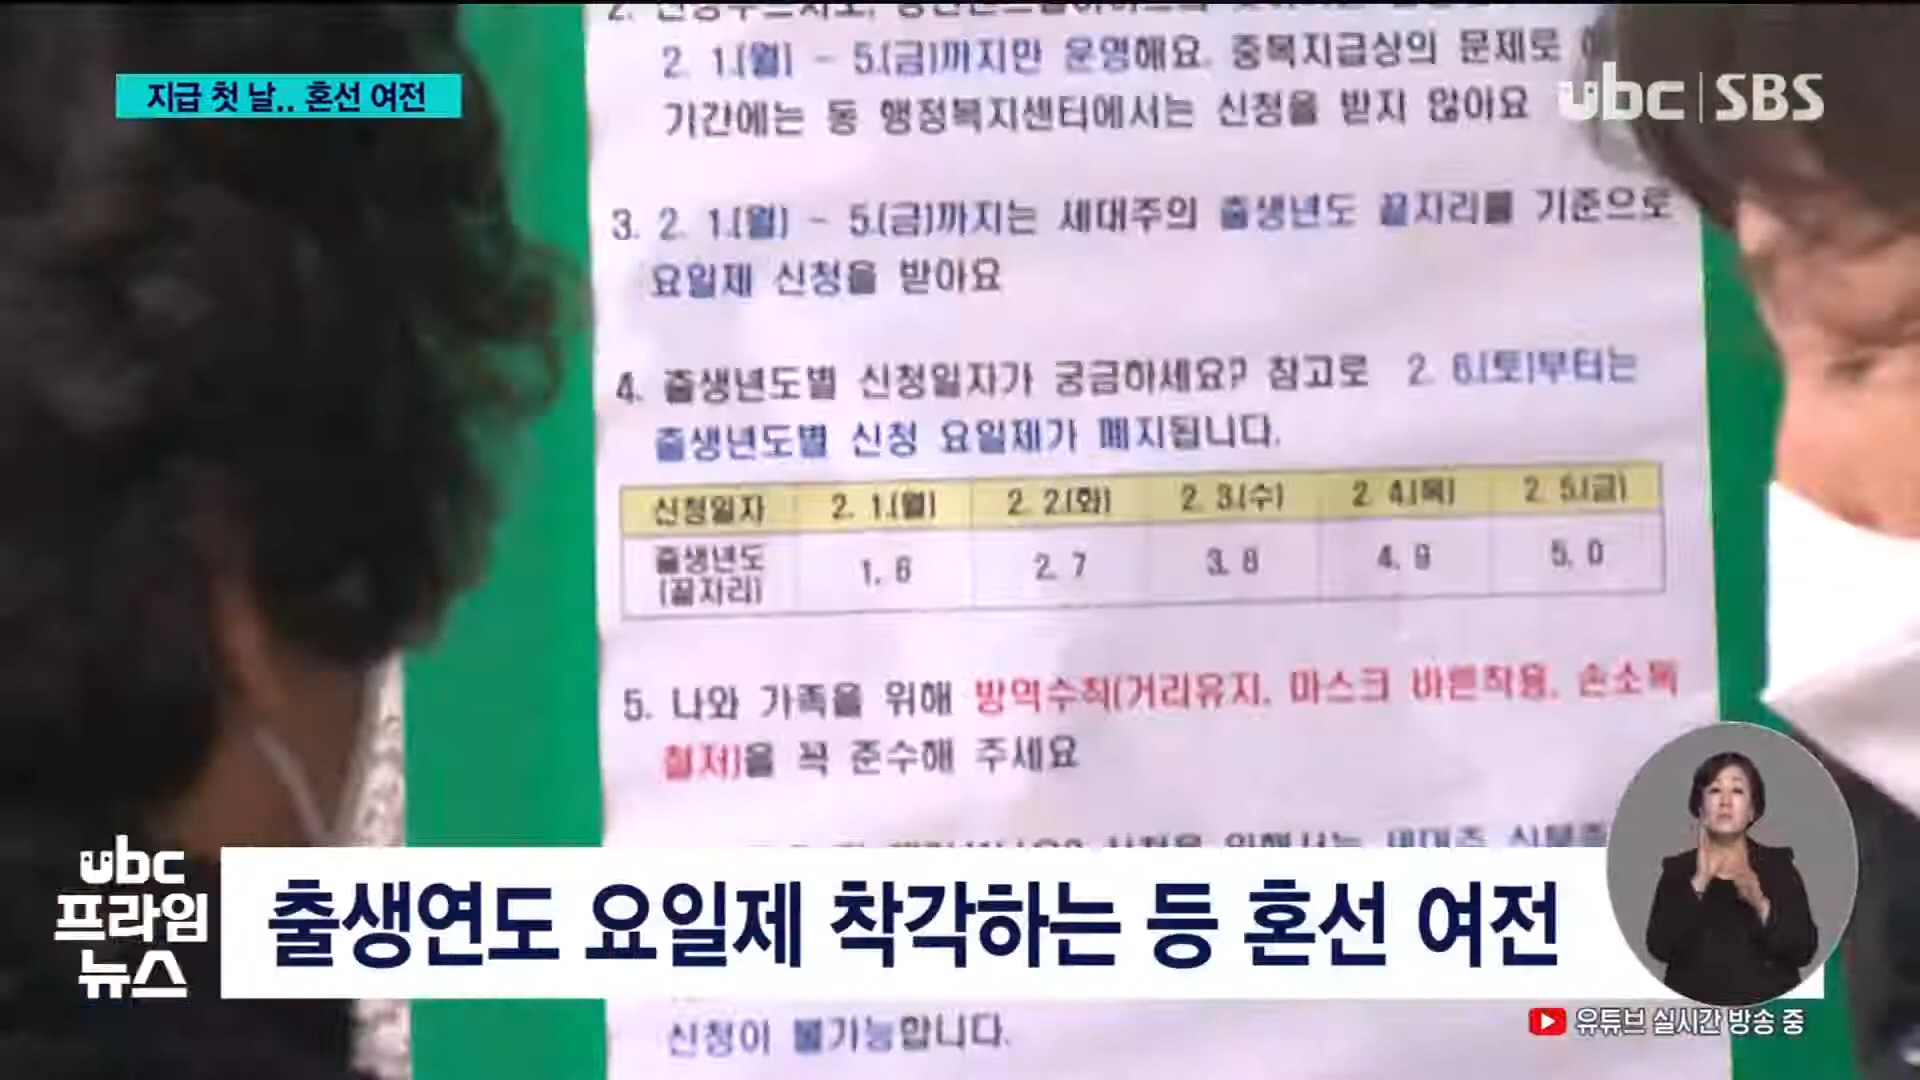 지급 첫 날.. 혼선 여전
ubc SBS
2. 1.(월) - 5.(금)까지만 운영해요. 중복지급상의 문제로
기간에는 동 행정복지센터에서는 신청을 받지 않아요
3. 2. 1.(월) - 5.(금)까지는 세대주의 출생년도 끝자리를 기준으로
요일제 신청을 받아요
4. 출생년도별 신청일자가 궁금하세요? 참고로 2. 6.(토)부터는
출생년도별 신청 요일제가 폐지됩니다.
신청일자 2. 1.(월) 2. 2.(화) 2. 3.(수) 2. 4.(목) 2. 5.(금)
출생년도 1, 6 2, 7 3, 8 4, 9 5, 0
(끝자리)
5. 나와 가족을 위해 방역수칙(거리유지, 마스크 바른착용, 손소독
철저)을 꼭 준수해 주세요
신청을 위해서는 세대주
ubc
프라임
뉴스
출생연도 요일제 착각하는 등 혼선 여전
신청이 불가능합니다.
유튜브 실시간 방송 중